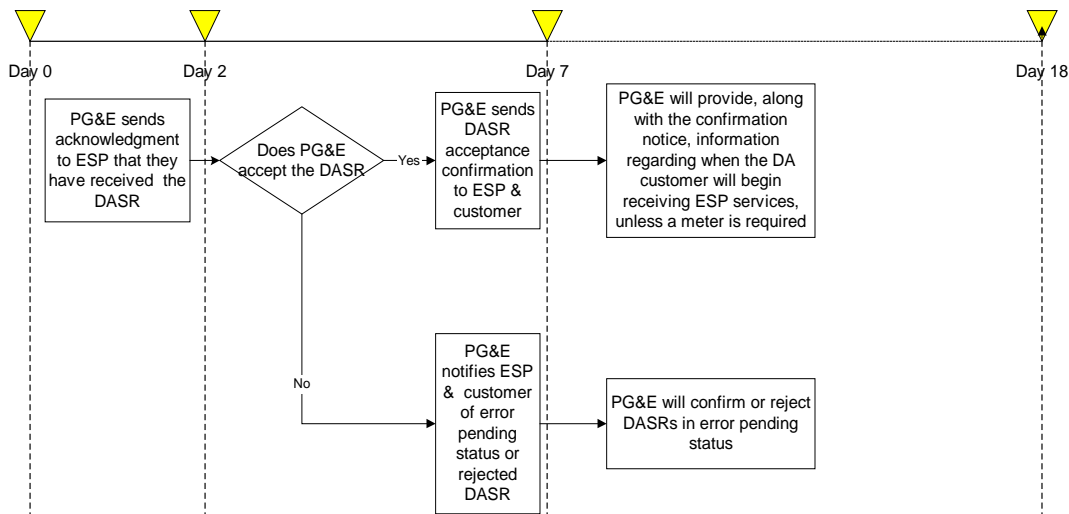 Day 0
Day 2
Day 7
Day 18
PG&E sends
acknowledgment
to ESP that they
have received the
DASR
Does PG&E
accept the DASR
Yes
PG&E sends
DASR
acceptance
confirmation
to ESP &
customer
PG&E will provide, along
with the confirmation
notice, information
regarding when the DA
customer will begin
receiving ESP services,
unless a meter is required
No
PG&E
notifies ESP
& customer
of error
pending
status or
rejected
DASR
PG&E will confirm or reject
DASRs in error pending
status